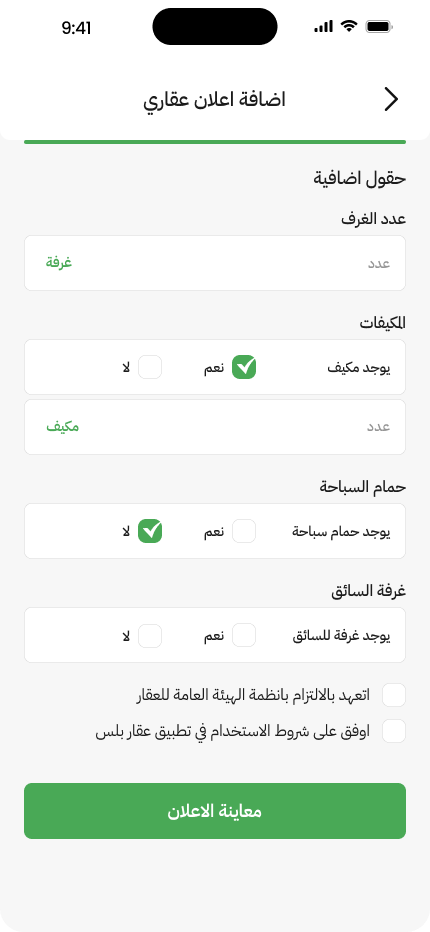 9:41
اضافة اعلان عقاري
حقول اضافية
عدد الغرف
عدد غرفة
المكيفات
يوجد مكيف نعم لا
عدد مكيف
حمام السباحة
يوجد حمام سباحة نعم لا
غرفة السائق
يوجد غرفة للسائق نعم لا
اتعهد بالالتزام بانظمة الهيئة العامة للعقار
اوفق على شروط الاستخدام في تطبيق عقار بلس
معاينة الاعلان